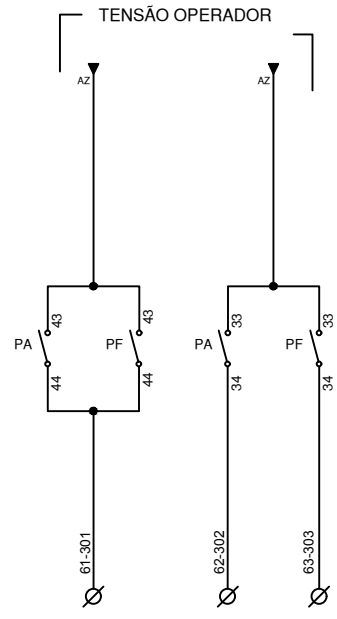 TENSÃO OPERADOR
AZ
AZ
43
43
33
33
PA
PF
PA
PF
44
44
34
34
61-301
62-302
63-303